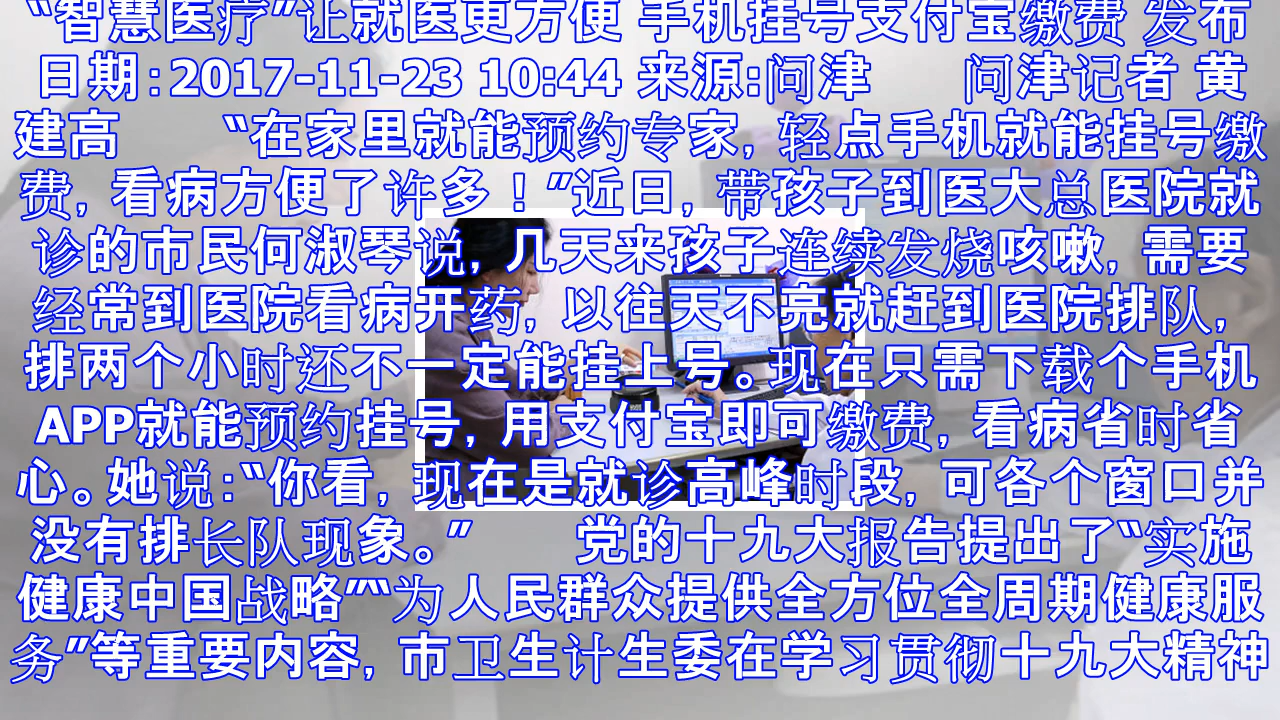 “智慧医疗”让就医更方便 手机挂号支付宝缴费 发布
日期：2017-11-23 10:44 来源:问津　　问津记者 黄
建高　　“在家里就能预约专家，轻点手机就能挂号缴
费，看病方便了许多！”近日，带孩子到医大总医院就
诊的市民何淑琴说，几天来孩子连续发烧咳嗽，需要
经常到医院看病开药，以往天不亮就赶到医院排队，
排两个小时还不一定能挂上号。现在只需下载个手机
APP就能预约挂号，用支付宝即可缴费，看病省时省
心。她说：“你看，现在是就诊高峰时段，可各个窗口并
没有排长队现象。”　　党的十九大报告提出了“实施
健康中国战略”“为人民群众提供全方位全周期健康服
务”等重要内容，市卫生计生委在学习贯彻十九大精神